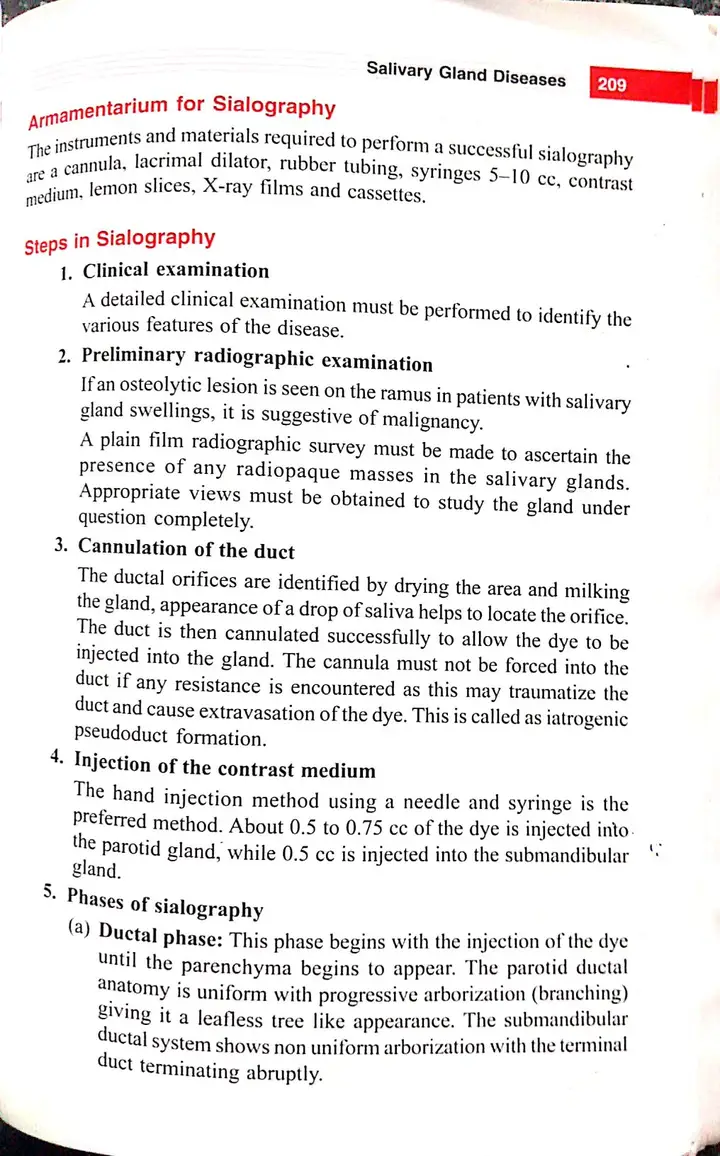 Salivary Gland Diseases 209
Armamentarium for Sialography
The instruments and materials required to perform a successful sialography
are a cannula, lacrimal dilator, rubber tubing, syringes 5–10 cc, contrast
medium, lemon slices, X-ray films and cassettes.
Steps in Sialography
1. Clinical examination
A detailed clinical examination must be performed to identify the
various features of the disease.
2. Preliminary radiographic examination
If an osteolytic lesion is seen on the ramus in patients with salivary
gland swellings, it is suggestive of malignancy.
A plain film radiographic survey must be made to ascertain the
presence of any radiopaque masses in the salivary glands.
Appropriate views must be obtained to study the gland under
question completely.
3. Cannulation of the duct
The ductal orifices are identified by drying the area and milking
the gland, appearance of a drop of saliva helps to locate the orifice.
The duct is then cannulated successfully to allow the dye to be
injected into the gland. The cannula must not be forced into the
duct if any resistance is encountered as this may traumatize the
duct and cause extravasation of the dye. This is called as iatrogenic
pseudoduct formation.
4. Injection of the contrast medium
The hand injection method using a needle and syringe is the
preferred method. About 0.5 to 0.75 cc of the dye is injected into
the parotid gland, while 0.5 cc is injected into the submandibular
gland.
5. Phases of sialography
(a) Ductal phase: This phase begins with the injection of the dye
until the parenchyma begins to appear. The parotid ductal
anatomy is uniform with progressive arborization (branching)
giving it a leafless tree like appearance. The submandibular
ductal system shows non uniform arborization with the terminal
duct terminating abruptly.